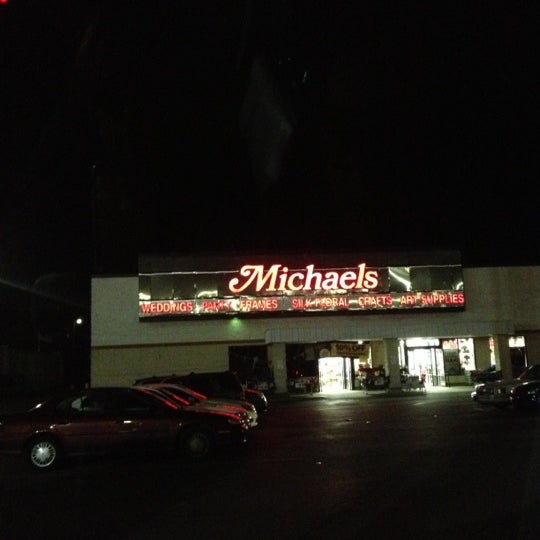 Michaels
WEDDINGS PARTY FRAMES SILK FLORAL CRAFTS ART SUPPLIES